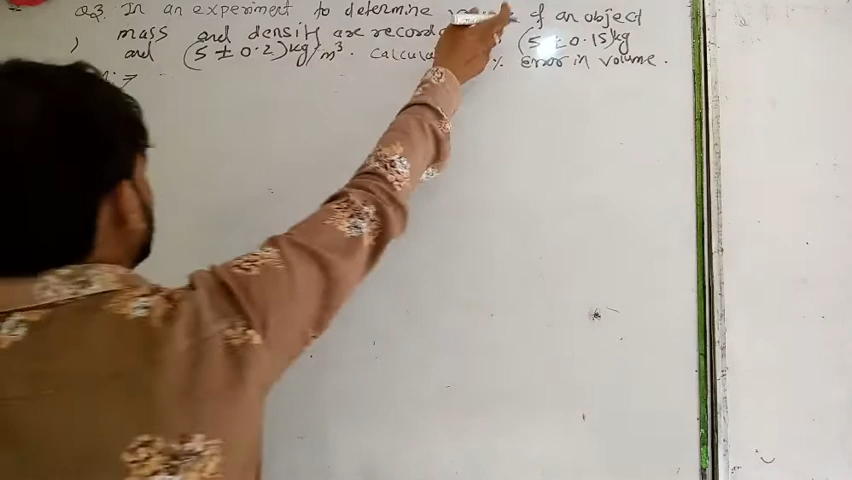 Q3. In an experiment to determine of an object
) mass and density are record (5 ± 0.15)kg
and (5 ± 0.2) kg/m³. calcula % error in volume.